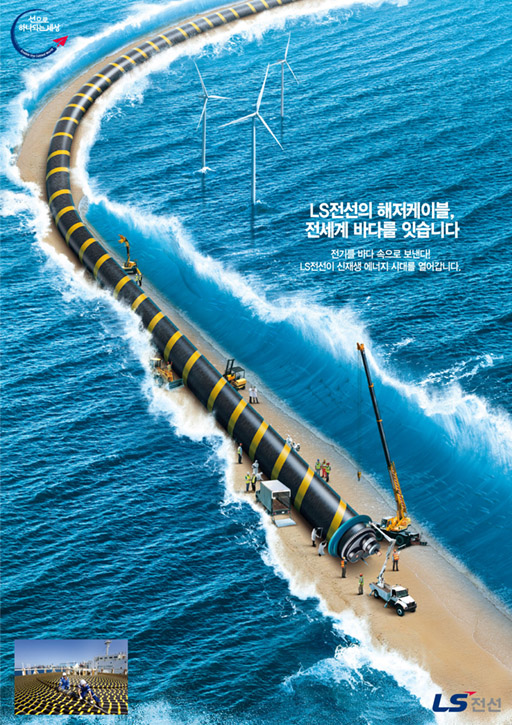 선으로
하나되는 세상
LS전선의 해저케이블,
전세계 바다를 잇습니다
전기를 바다 속으로 보낸다!
LS전선이 신재생 에너지 시대를 열어갑니다.
LS전선